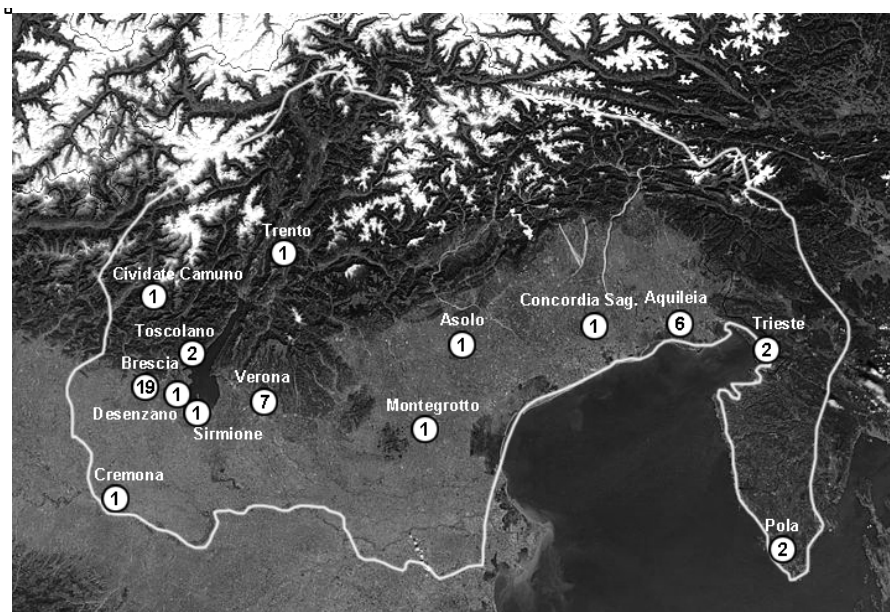 Trento
1
Cividate Camuno
1
Toscolano
2
Brescia
19
1
Desenzano
1
Sirmione
Verona
7
Cremona
1
Asolo
1
Montegrotto
1
Concordia Sag.
1
Aquileia
6
Trieste
2
Pola
2